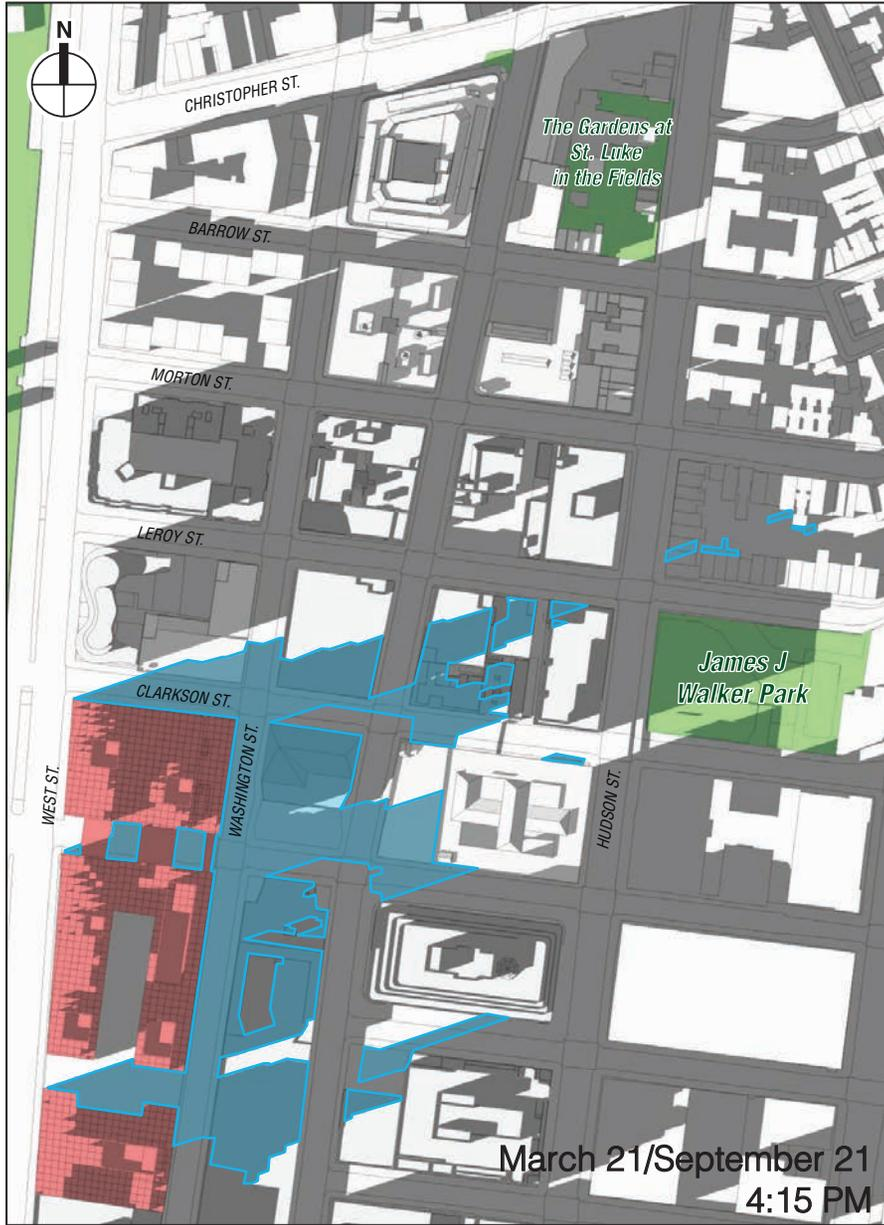 N
CHRISTOPHER ST.
The Gardens at
St. Luke
in the Fields
BARROW ST.
MORTON ST.
LEROY ST.
James J
Walker Park
CLARKSON ST.
WASHINGTON ST.
WEST ST.
HUDSON ST.
March 21/September 21
4:15 PM